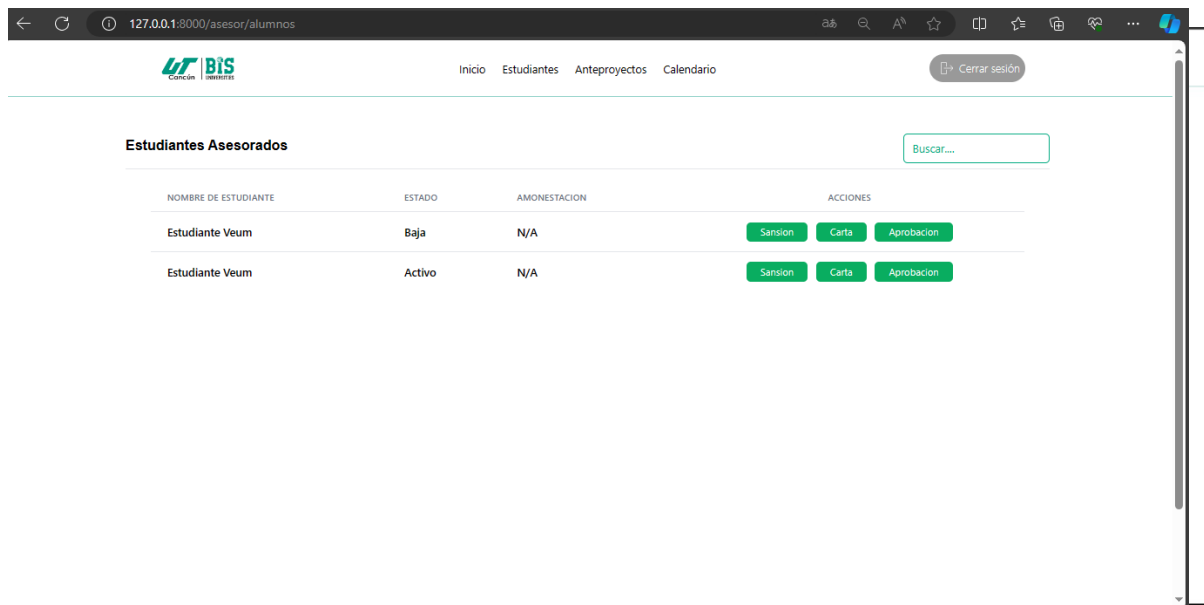 127.0.0.1:8000/asesor/alumnos
UT Cancún | BIS UNIVERSITIES
Inicio Estudiantes Anteproyectos Calendario Cerrar sesión
Estudiantes Asesorados Buscar....
NOMBRE DE ESTUDIANTE ESTADO AMONESTACION ACCIONES
Estudiante Veum Baja N/A Sansion Carta Aprobacion
Estudiante Veum Activo N/A Sansion Carta Aprobacion